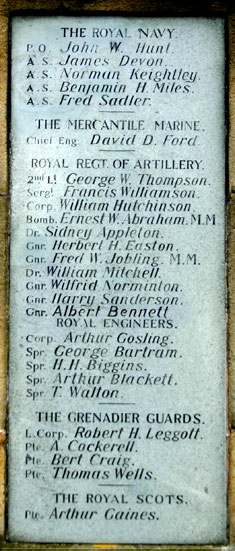 THE ROYAL NAVY.
P.O. John W. Hunt.
A.S. James Devon.
A.S. Norman Keightley.
A.S. Benjamin H. Miles.
A.S. Fred Sadler.
THE MERCANTILE MARINE.
Chief Eng. David D. Ford.
ROYAL REGT. OF ARTILLERY.
2nd Lt George W. Thompson.
Sergt Francis Williamson.
Corp. William Hutchinson.
Bomb. Ernest W. Abraham. M.M
Dr. Sidney Appleton.
Gnr. Herbert H. Easton.
Gnr. Fred W. Jobling. M.M.
Dr. William Mitchell.
Gnr. Wilfrid Norminton.
Gnr. Harry Sanderson.
Gnr. Albert Bennett
ROYAL ENGINEERS.
Corp. Arthur Gosling.
Spr. George Bartram.
Spr. H.H. Biggins.
Spr. Arthur Blackett.
Spr. T. Walton.
THE GRENADIER GUARDS.
L. Corp. Robert H. Leggott.
Pte. A. Cockerell.
Pte. Bert Craig.
Pte. Thomas Wells.
THE ROYAL SCOTS.
Pte. Arthur Gaines.